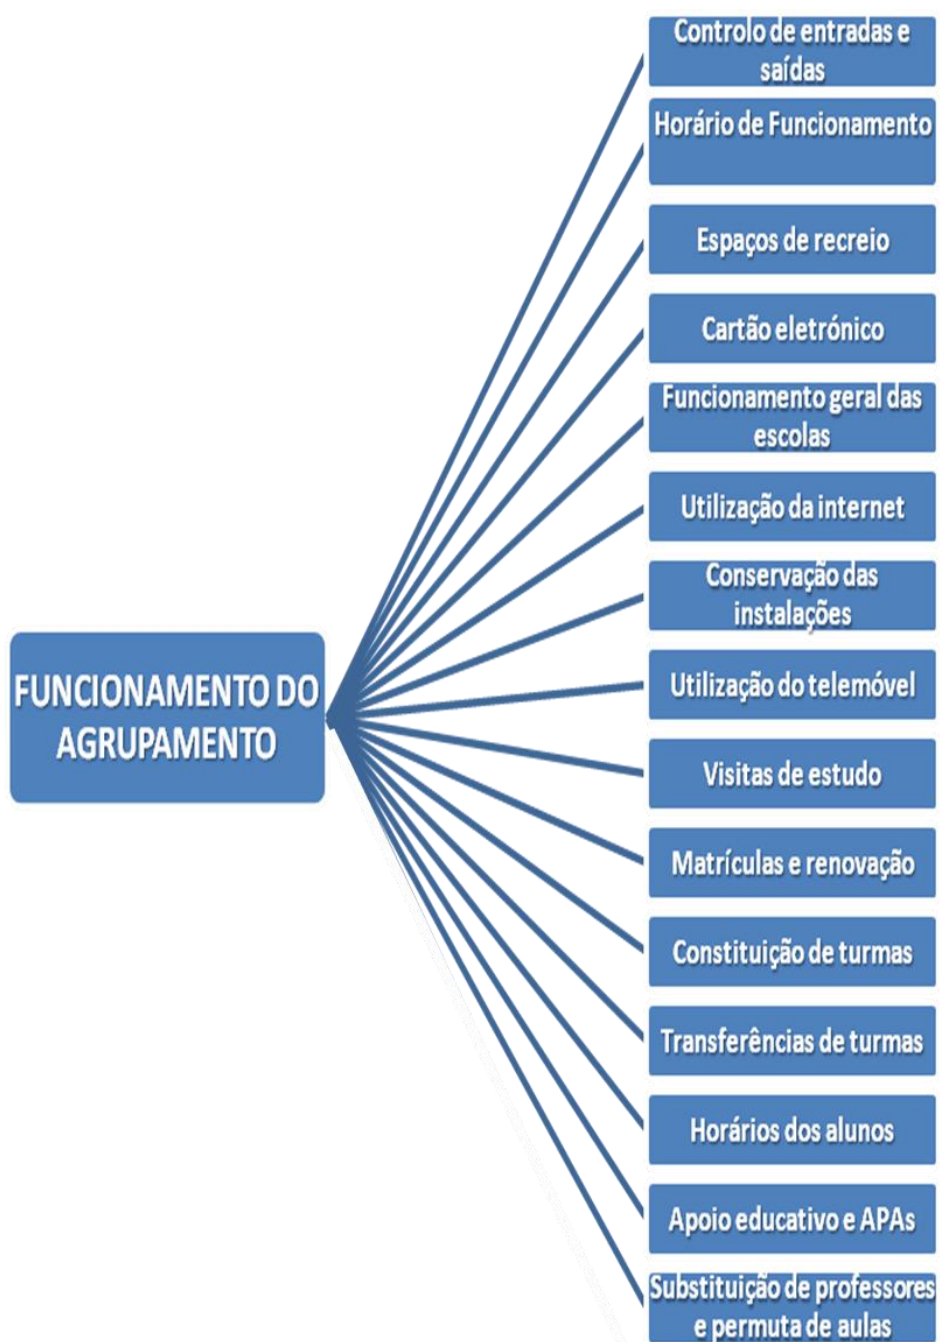 Controlo de entradas e
saídas
Horário de Funcionamento
Espaços de recreio
Cartão eletrónico
Funcionamento geral das
escolas
Utilização da internet
Conservação das
instalações
FUNCIONAMENTO DO
AGRUPAMENTO
Utilização do telemóvel
Visitas de estudo
Matrículas e renovação
Constituição de turmas
Transferências de turmas
Horários dos alunos
Apoio educativo e APAs
Substituição de professores
e permuta de aulas